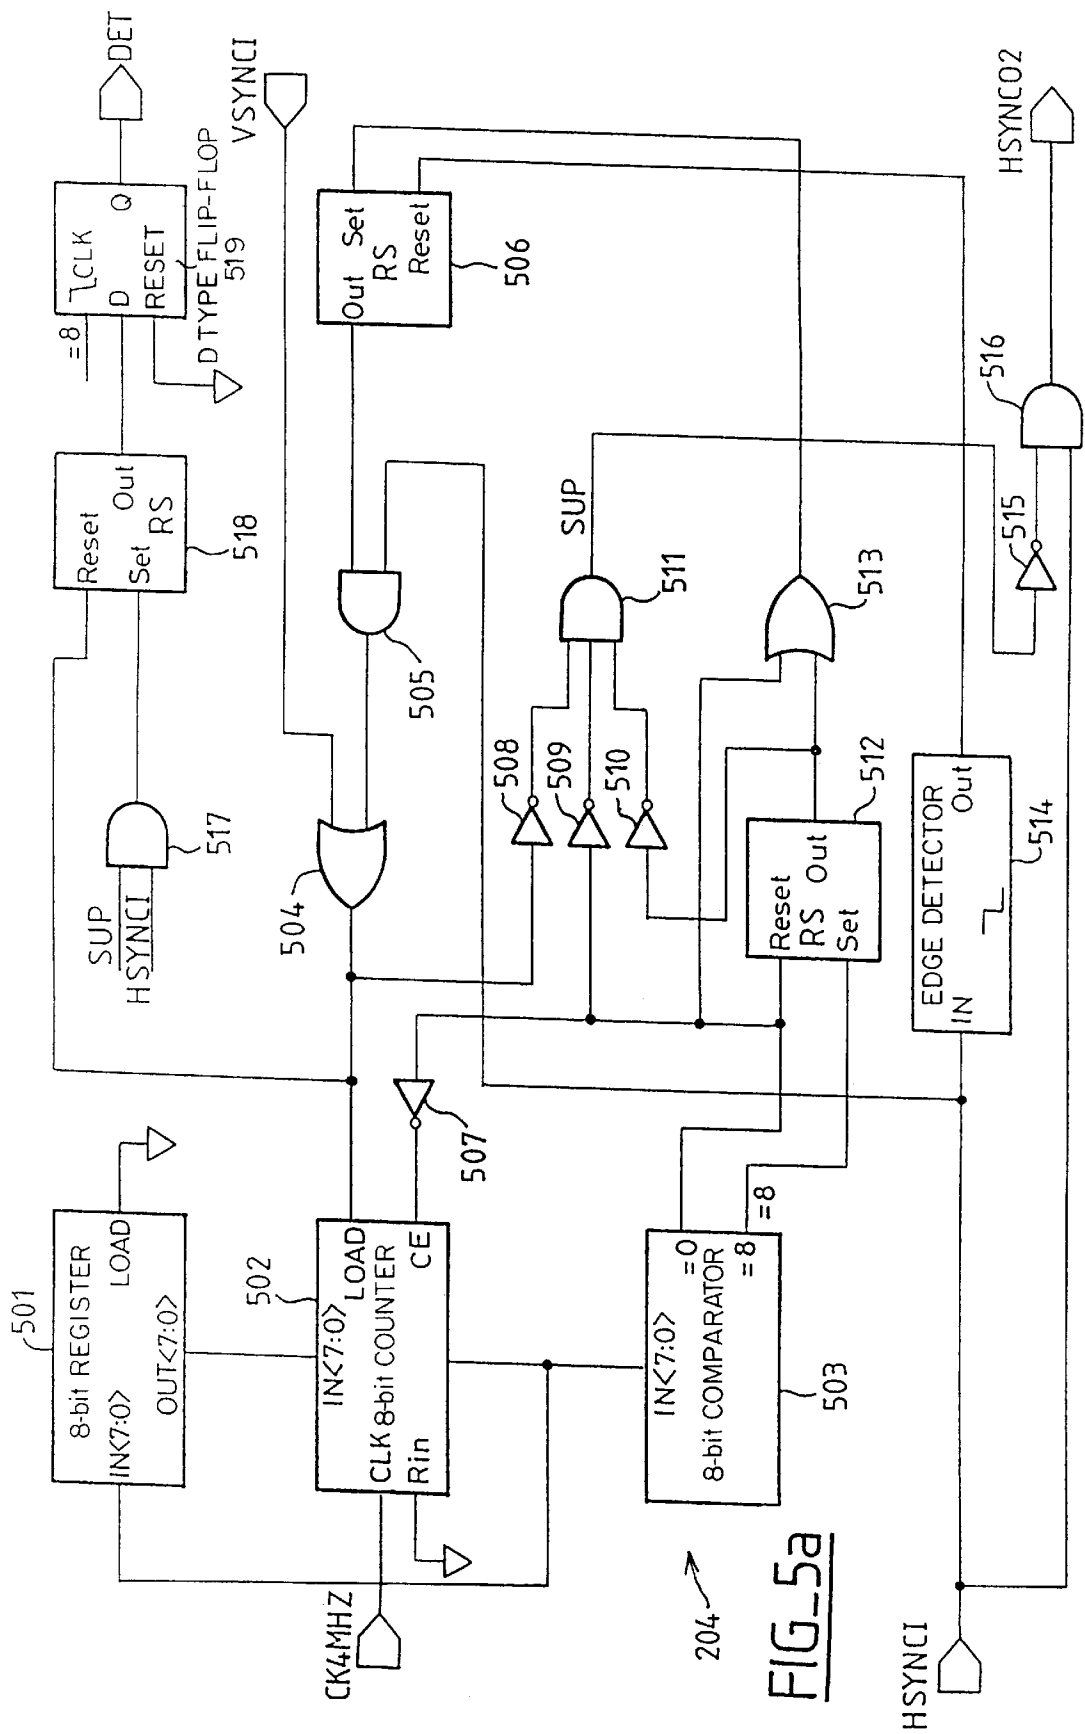 501
8-bit REGISTER
IN<7:0>
LOAD
OUT<7:0>
SUP
HSYNCI
517
Reset
Set
Out
RS
518
=8
CLK
D
Q
RESET
D TYPE FLIP-FLOP
519
DET
CK4MHZ
502
IN<7:0>
LOAD
CLK 8-bit COUNTER
CE
Rin
504
505
VSYNCI
Out
Set
RS
Reset
506
507
508
509
510
511
SUP
IN<7:0>
=0
8-bit COMPARATOR
=8
=8
503
Reset
RS Out
Set
512
513
204
FIG_5a
HSYNCI
EDGE DETECTOR
IN
Out
514
515
516
HSYNCO2